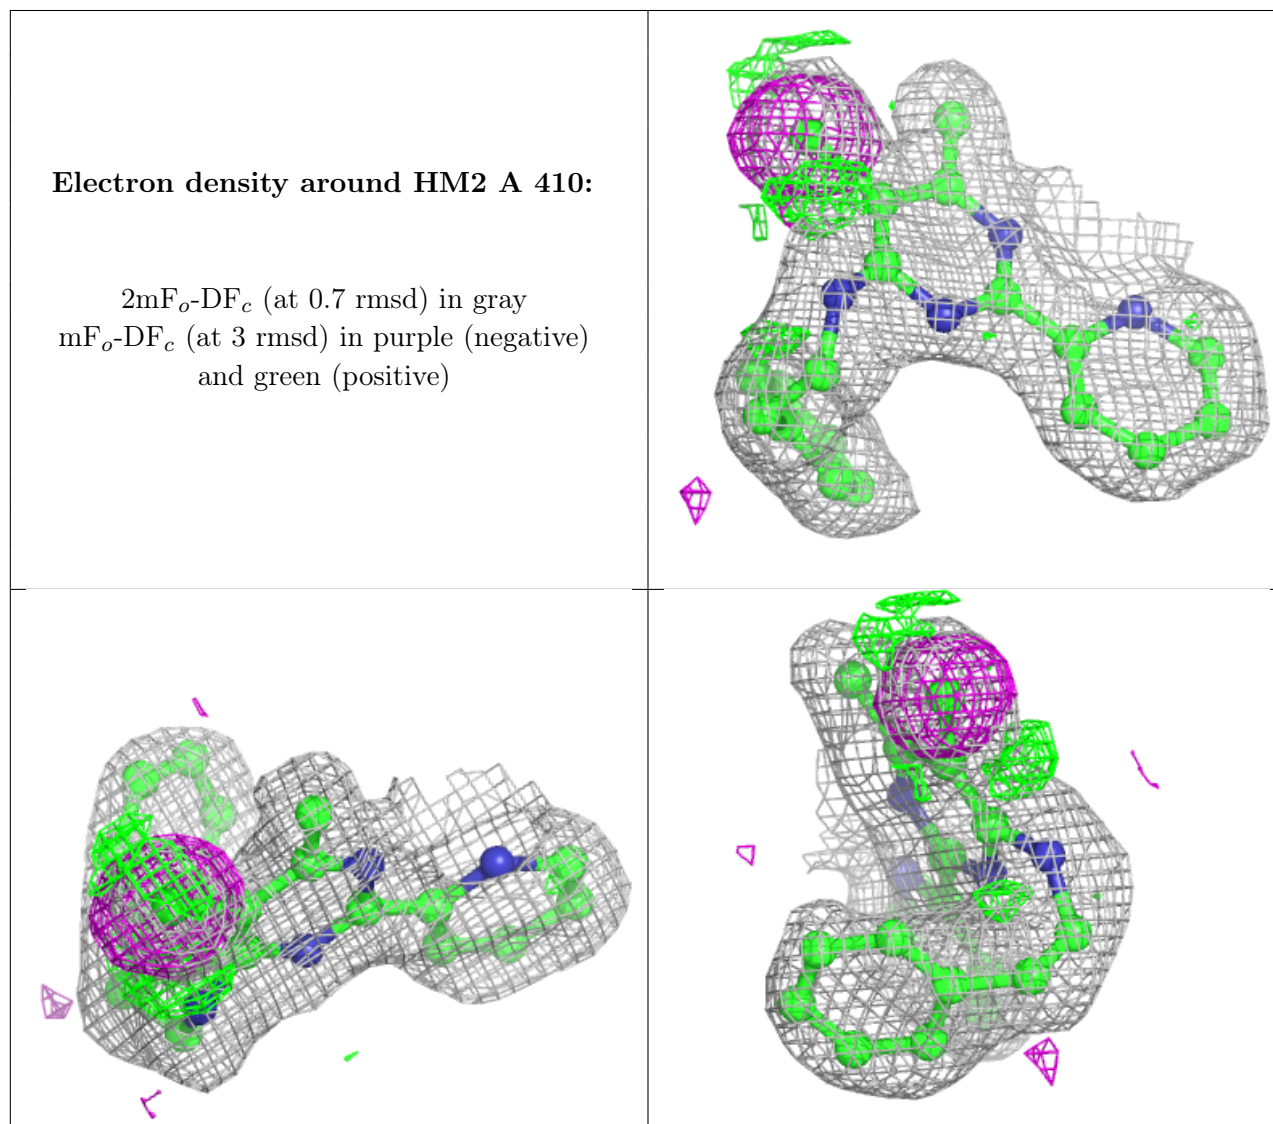 Electron density around HM2 A 410:
2mFo-DFc (at 0.7 rmsd) in gray
mFo-DFc (at 3 rmsd) in purple (negative)
and green (positive)